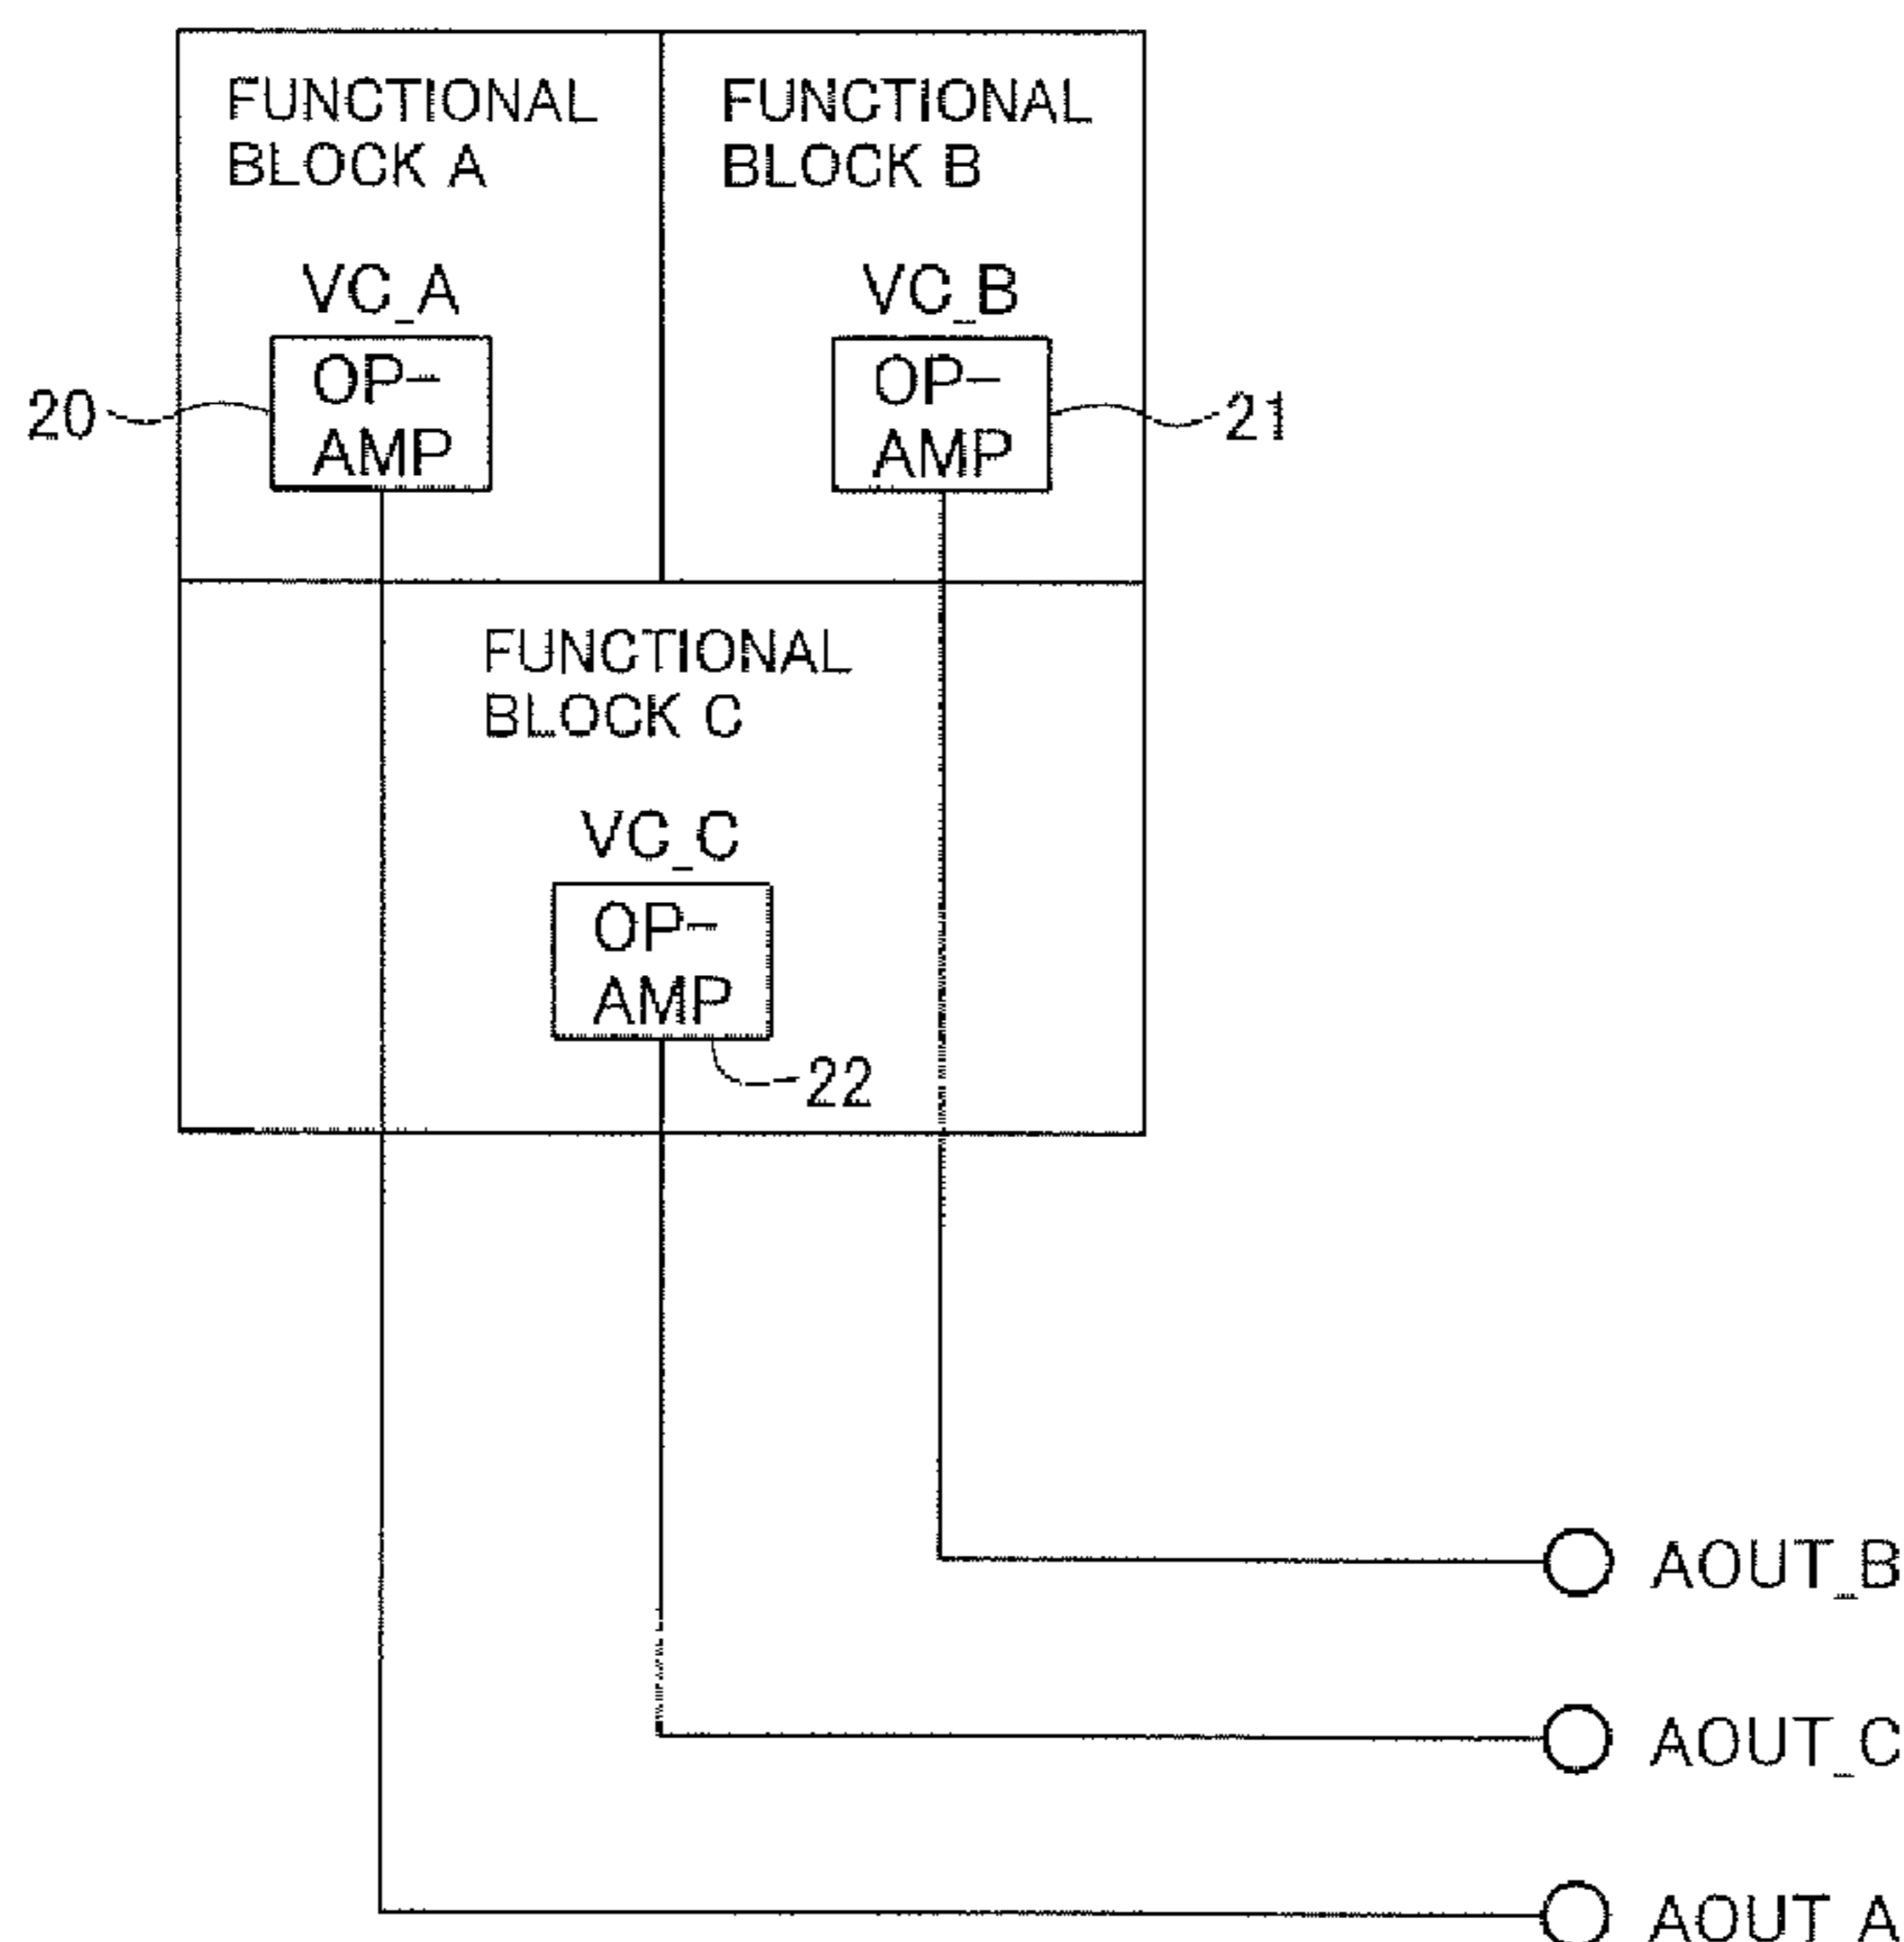 FUNCTIONAL
BLOCK A
FUNCTIONAL
BLOCK B
VC_A
VC_B
OP-
AMP
OP-
AMP
20
21
FUNCTIONAL
BLOCK C
VC_C
OP-
AMP
22
AOUT_B
AOUT_C
AOUT_A